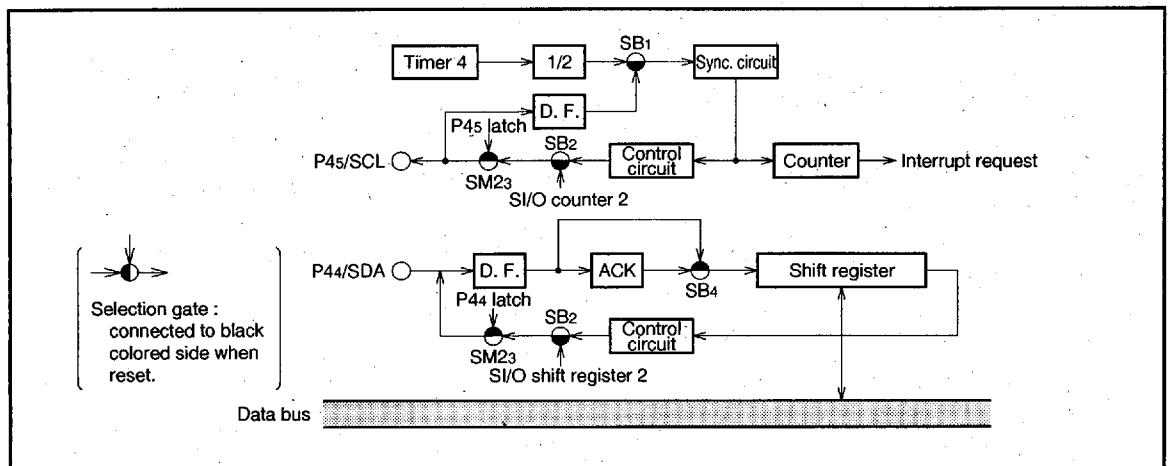 Timer 4
1/2
SB1
Sync. circuit
D. F.
P45 latch
P45/SCL
SM23
SB2
Control
circuit
Counter
Interrupt request
SI/O counter 2
P44/SDA
D. F.
ACK
SB4
Shift register
P44 latch
SM23
SB2
Control
circuit
SI/O shift register 2
Selection gate :
connected to black
colored side when
reset.
Data bus